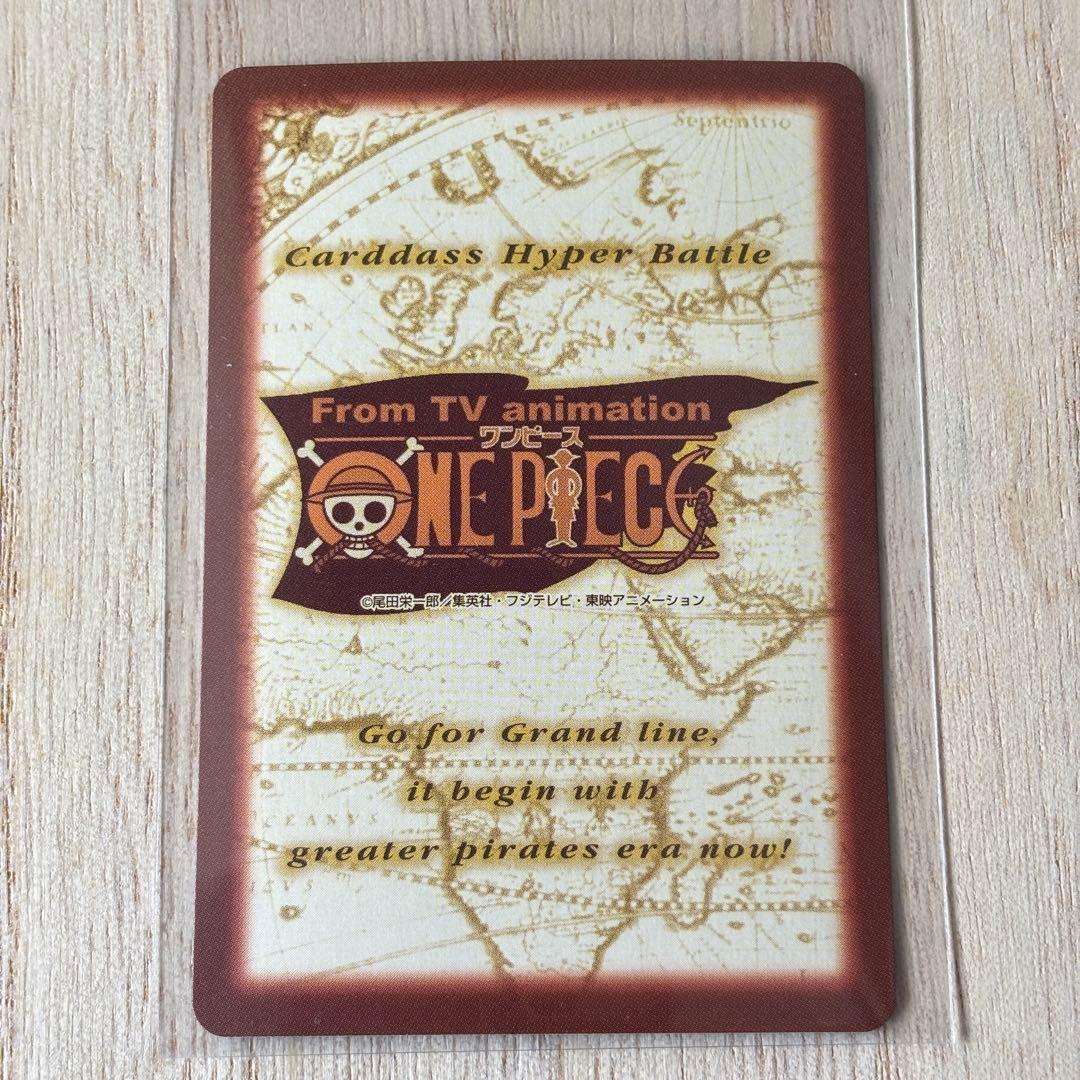 Septentrio
Carddass Hyper Battle
TLAN
From TV animation
ワンピース
ONE PIECE
©尾田栄一郎／集英社・フジテレビ・東映アニメーション
Go for Grand line,
it begin with
OCEANVS
greater pirates era now!